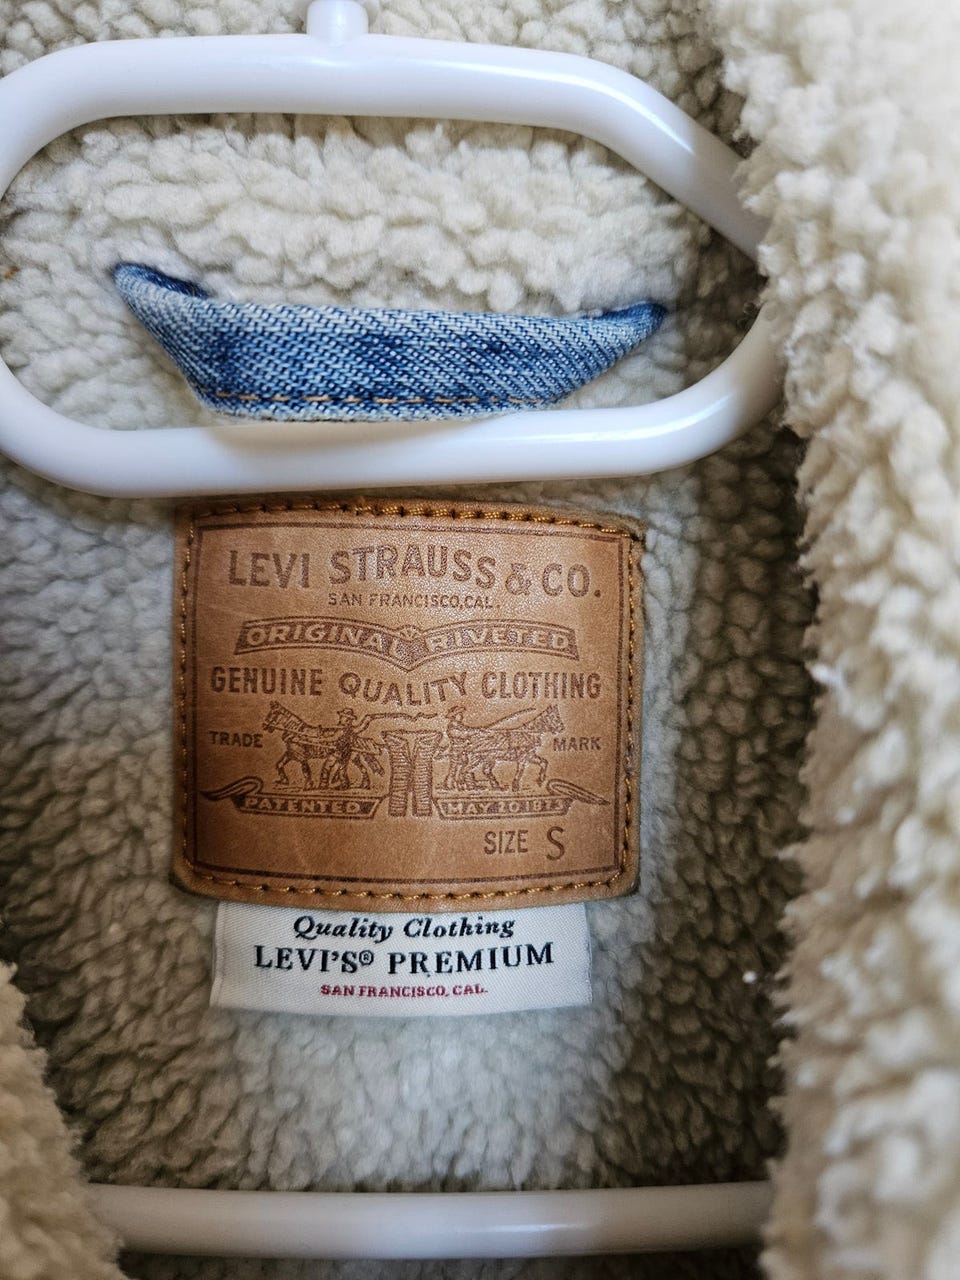 LEVI STRAUSS & CO.
SAN FRANCISCO, CAL.
ORIGINAL RIVETED
GENUINE QUALITY CLOTHING
TRADE MARK
PATENTED MAY 20 1873
SIZE S
Quality Clothing
LEVI'S® PREMIUM
SAN FRANCISCO, CAL.